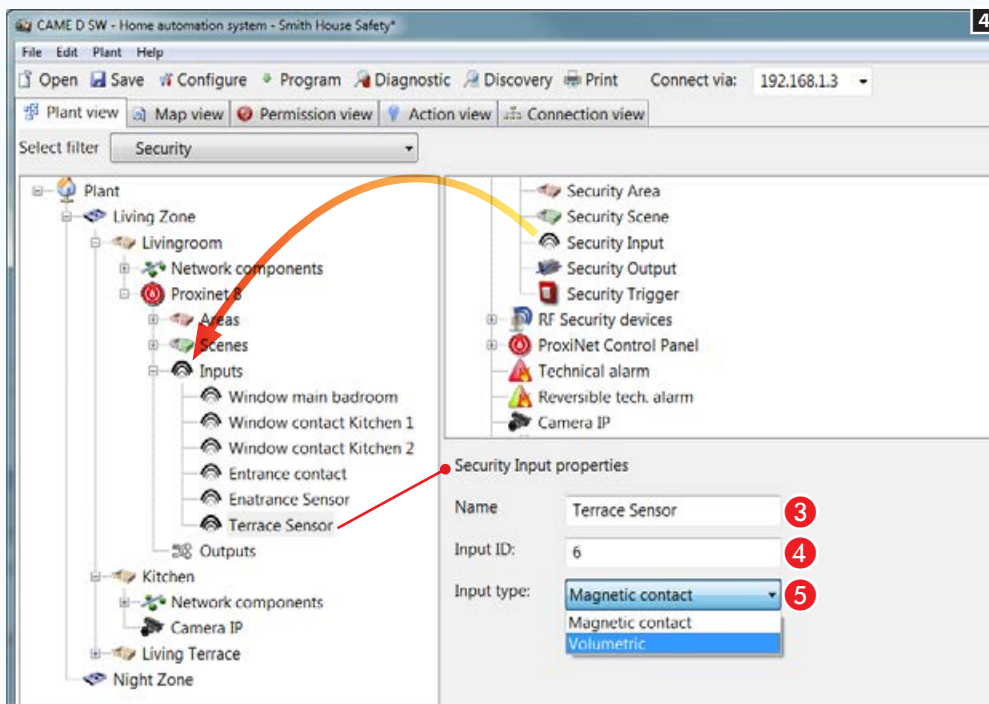 CAME D SW - Home automation system - Smith House Safety*
4
File Edit Plant Help
Open Save Configure Program Diagnostic Discovery Print Connect via: 192.168.1.3
Plant view Map view Permission view Action view Connection view
Select filter Security
Plant
Living Zone
Livingroom
Network components
Proxinet 8
Areas
Scenes
Inputs
Window main badroom
Window contact Kitchen 1
Window contact Kitchen 2
Entrance contact
Enatrance Sensor
Terrace Sensor
Outputs
Kitchen
Network components
Camera IP
Living Terrace
Night Zone
Security Area
Security Scene
Security Input
Security Output
Security Trigger
RF Security devices
ProxiNet Control Panel
Technical alarm
Reversible tech. alarm
Camera IP
Security Input properties
Name Terrace Sensor 3
Input ID: 6 4
Input type: Magnetic contact 5
Magnetic contact
Volumetric